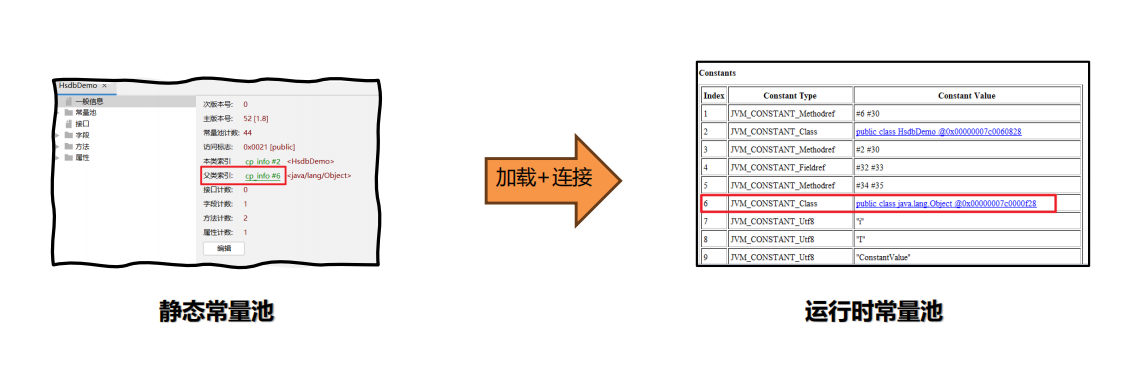 HsdbDemo ×
一般信息
常量池
接口
字段
方法
属性
次版本号: 0
主版本号: 52 [1.8]
常量池计数: 44
访问标志: 0x0021 [public]
本类索引 cp_info #2 <HsdbDemo>
父类索引: cp_info #6 <java/lang/Object>
接口计数: 0
字段计数: 1
方法计数: 2
属性计数: 1
编辑
静态常量池
加载+连接
Constants
Index Constant Type Constant Value
1 JVM_CONSTANT_Methodref #6 #30
2 JVM_CONSTANT_Class public class HsdbDemo @0x00000007c0060828
3 JVM_CONSTANT_Methodref #2 #30
4 JVM_CONSTANT_Fieldref #32 #33
5 JVM_CONSTANT_Methodref #34 #35
6 JVM_CONSTANT_Class public class java.lang.Object @0x00000007c0000f28
7 JVM_CONSTANT_Utf8 "i"
8 JVM_CONSTANT_Utf8 "I"
9 JVM_CONSTANT_Utf8 "ConstantValue"
运行时常量池